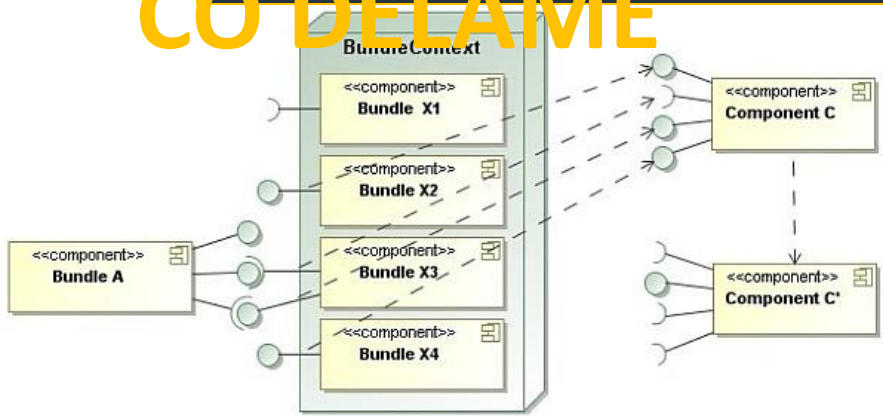 CO DĚLÁME
BundleContext
<<component>>
Bundle X1
<<component>>
Component C
<<component>>
Bundle X2
<<component>>
Bundle A
<<component>>
Bundle X3
<<component>>
Component C'
<<component>>
Bundle X4